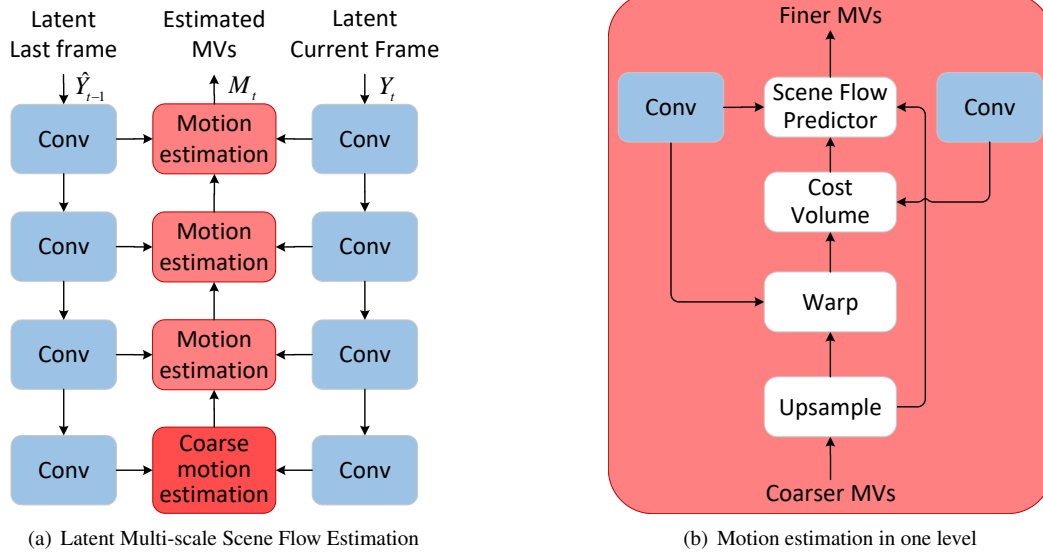 Latent
Last frame
Estimated
MVs
Latent
Current Frame
Ŷ_{t-1}
M_t
Y_t
Conv
Motion
estimation
Conv
Conv
Motion
estimation
Conv
Conv
Motion
estimation
Conv
Conv
Coarse
motion
estimation
Conv
(a) Latent Multi-scale Scene Flow Estimation
Finer MVs
Conv
Scene Flow
Predictor
Conv
Cost
Volume
Warp
Upsample
Coarser MVs
(b) Motion estimation in one level